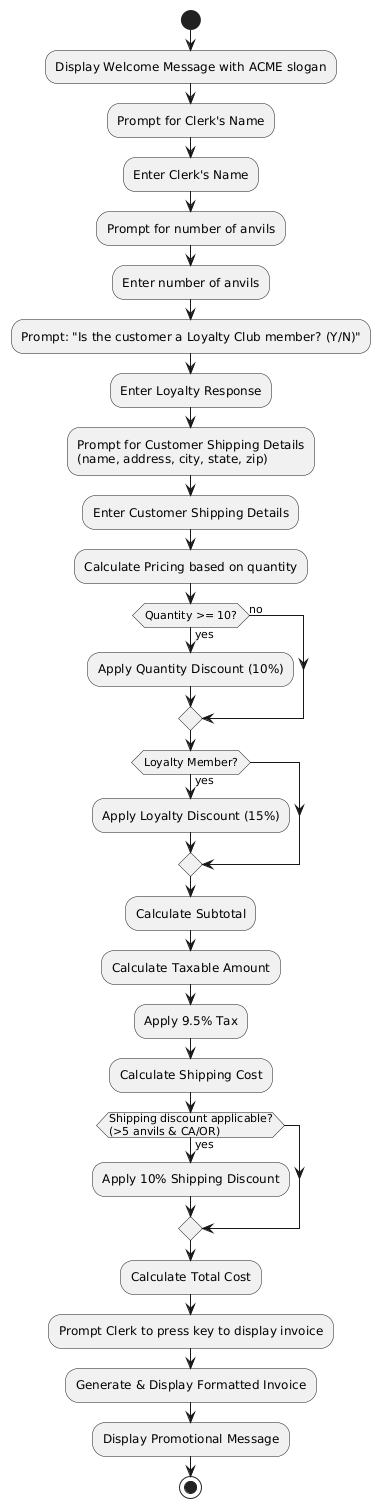 Display Welcome Message with ACME slogan
Prompt for Clerk's Name
Enter Clerk's Name
Prompt for number of anvils
Enter number of anvils
Prompt: "Is the customer a Loyalty Club member? (Y/N)"
Enter Loyalty Response
Prompt for Customer Shipping Details
(name, address, city, state, zip)
Enter Customer Shipping Details
Calculate Pricing based on quantity
Quantity >= 10?
no
yes
Apply Quantity Discount (10%)
Loyalty Member?
yes
Apply Loyalty Discount (15%)
Calculate Subtotal
Calculate Taxable Amount
Apply 9.5% Tax
Calculate Shipping Cost
Shipping discount applicable?
(>5 anvils & CA/OR)
yes
Apply 10% Shipping Discount
Calculate Total Cost
Prompt Clerk to press key to display invoice
Generate & Display Formatted Invoice
Display Promotional Message